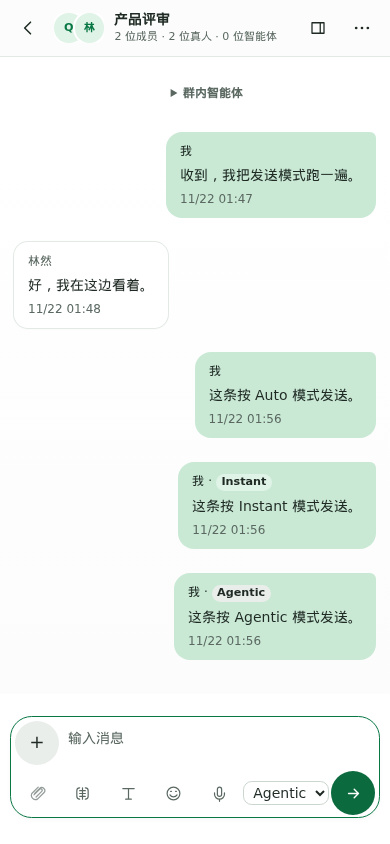 Q 林 产品评审
2 位成员 · 2 位真人 · 0 位智能体
▶ 群内智能体
我
收到，我把发送模式跑一遍。
11/22 01:47
林然
好，我在这边看着。
11/22 01:48
我
这条按 Auto 模式发送。
11/22 01:56
我 · Instant
这条按 Instant 模式发送。
11/22 01:56
我 · Agentic
这条按 Agentic 模式发送。
11/22 01:56
输入消息
Agentic